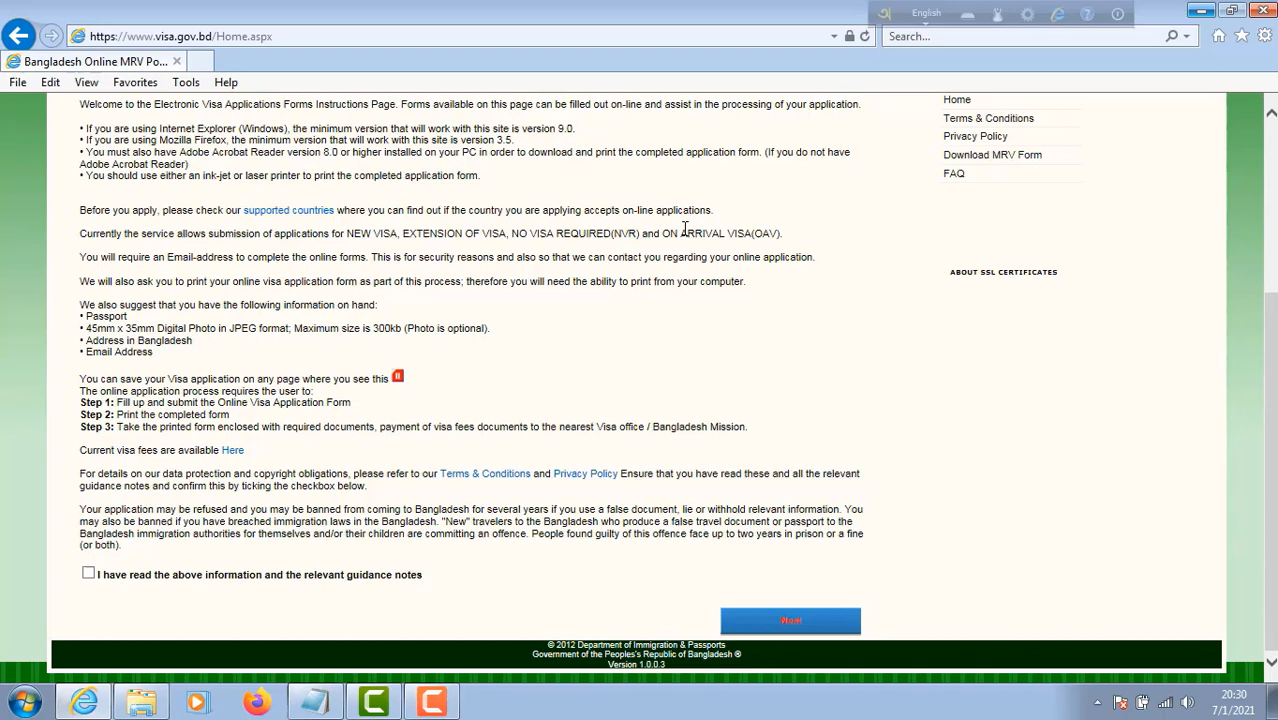 English
https://www.visa.gov.bd/Home.aspx
Search...
Bangladesh Online MRV Po...
File Edit View Favorites Tools Help
Welcome to the Electronic Visa Applications Forms Instructions Page. Forms available on this page can be filled out on-line and assist in the processing of your application.
• If you are using Internet Explorer (Windows), the minimum version that will work with this site is version 9.0.
• If you are using Mozilla Firefox, the minimum version that will work with this site is version 3.5.
• You must also have Adobe Acrobat Reader version 8.0 or higher installed on your PC in order to download and print the completed application form. (If you do not have
Adobe Acrobat Reader)
• You should use either an ink-jet or laser printer to print the completed application form.
Before you apply, please check our supported countries where you can find out if the country you are applying accepts on-line applications.
Currently the service allows submission of applications for NEW VISA, EXTENSION OF VISA, NO VISA REQUIRED(NVR) and ON ARRIVAL VISA(OAV).
You will require an Email-address to complete the online forms. This is for security reasons and also so that we can contact you regarding your online application.
We will also ask you to print your online visa application form as part of this process; therefore you will need the ability to print from your computer.
We also suggest that you have the following information on hand:
• Passport
• 45mm x 35mm Digital Photo in JPEG format; Maximum size is 300kb (Photo is optional).
• Address in Bangladesh
• Email Address
You can save your Visa application on any page where you see this
The online application process requires the user to:
Step 1: Fill up and submit the Online Visa Application Form
Step 2: Print the completed form
Step 3: Take the printed form enclosed with required documents, payment of visa fees documents to the nearest Visa office / Bangladesh Mission.
Current visa fees are available Here
For details on our data protection and copyright obligations, please refer to our Terms & Conditions and Privacy Policy Ensure that you have read these and all the relevant
guidance notes and confirm this by ticking the checkbox below.
Your application may be refused and you may be banned from coming to Bangladesh for several years if you use a false document, lie or withhold relevant information. You
may also be banned if you have breached immigration laws in the Bangladesh. "New" travelers to the Bangladesh who produce a false travel document or passport to the
Bangladesh immigration authorities for themselves and/or their children are committing an offence. People found guilty of this offence face up to two years in prison or a fine
(or both).
I have read the above information and the relevant guidance notes
Next
Home
Terms & Conditions
Privacy Policy
Download MRV Form
FAQ
ABOUT SSL CERTIFICATES
© 2012 Department of Immigration & Passports
Government of the Peoples's Republic of Bangladesh ®
Version 1.0.0.3
20:30
7/1/2021